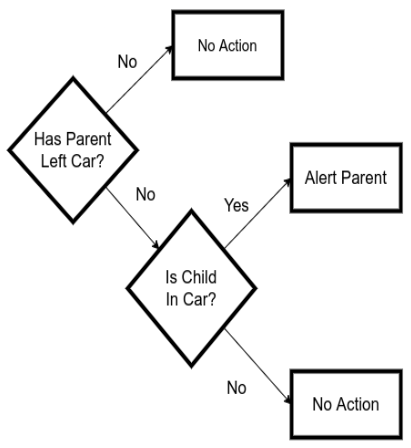 No Action
No
Has Parent
Left Car?
No
Alert Parent
Yes
Is Child
In Car?
No
No Action